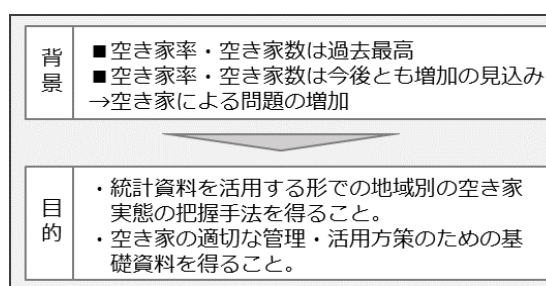 背景
■空き家率・空き家数は過去最高
■空き家率・空き家数は今後とも増加の見込み
→空き家による問題の増加
目的
・統計資料を活用する形での地域別の空き家
実態の把握手法を得ること。
・空き家の適切な管理・活用方策のための基
礎資料を得ること。